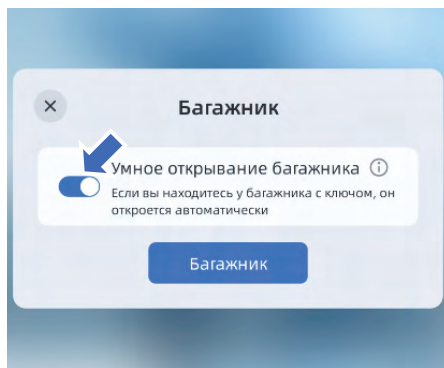 Багажник
Умное открывание багажника
Если вы находитесь у багажника с ключом, он
откроется автоматически
Багажник